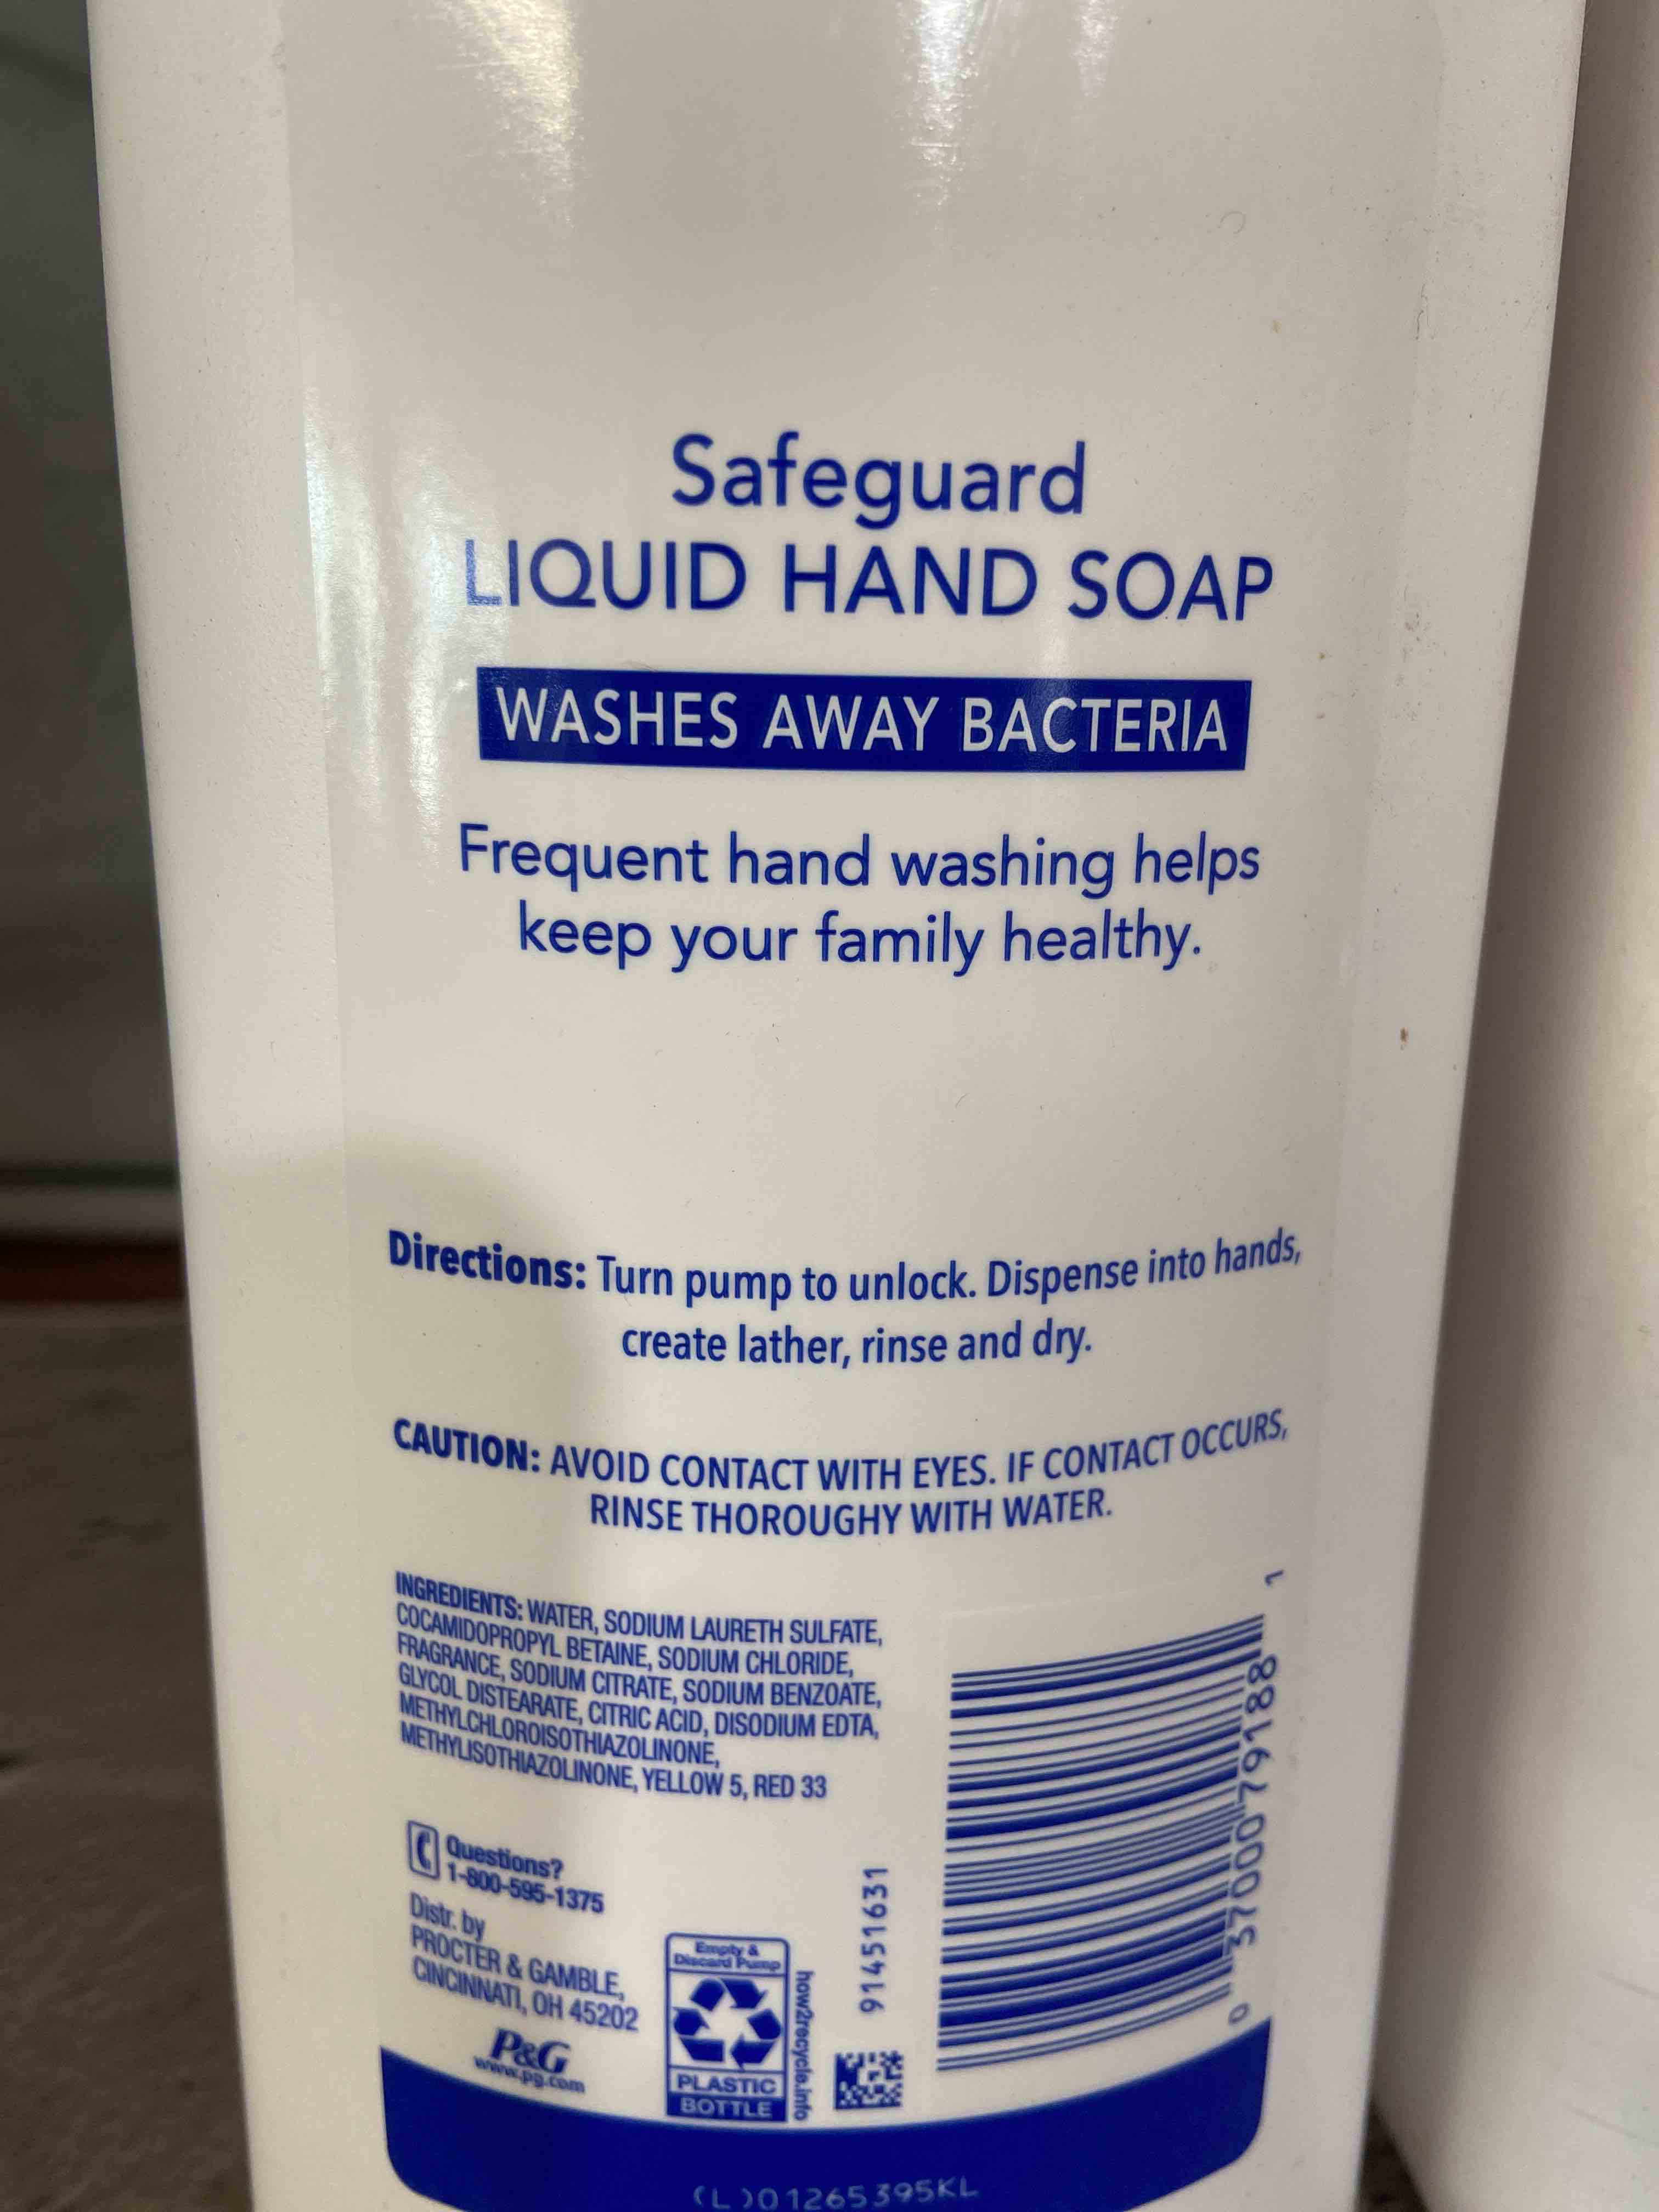 Safeguard
LIQUID HAND SOAP
WASHES AWAY BACTERIA
Frequent hand washing helps
keep your family healthy.
Directions: Turn pump to unlock. Dispense into hands,
create lather, rinse and dry.
CAUTION: AVOID CONTACT WITH EYES. IF CONTACT OCCURS,
RINSE THOROUGHY WITH WATER.
INGREDIENTS: WATER, SODIUM LAURETH SULFATE,
COCAMIDOPROPYL BETAINE, SODIUM CHLORIDE,
FRAGRANCE, SODIUM CITRATE, SODIUM BENZOATE,
GLYCOL DISTEARATE, CITRIC ACID, DISODIUM EDTA,
METHYLCHLOROISOTHIAZOLINONE,
METHYLISOTHIAZOLINONE, YELLOW 5, RED 33
Questions?
1-800-595-1375
Distr. by
PROCTER & GAMBLE,
CINCINNATI, OH 45202
P&G
www.pg.com
Empty &
Discard Pump
PLASTIC
BOTTLE
how2recycle.info
91451631
0 37000 79188 1
(L)01265395KL